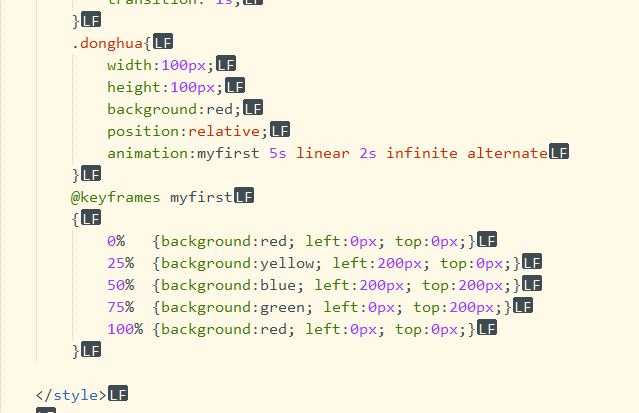 transition: 1s;LF
}LF
.donghua{LF
width:100px;LF
height:100px;LF
background:red;LF
position:relative;LF
animation:myfirst 5s linear 2s infinite alternateLF
}LF
@keyframes myfirstLF
{LF
0% {background:red; left:0px; top:0px;}LF
25% {background:yellow; left:200px; top:0px;}LF
50% {background:blue; left:200px; top:200px;}LF
75% {background:green; left:0px; top:200px;}LF
100% {background:red; left:0px; top:0px;}LF
}LF
</style>LF
LF